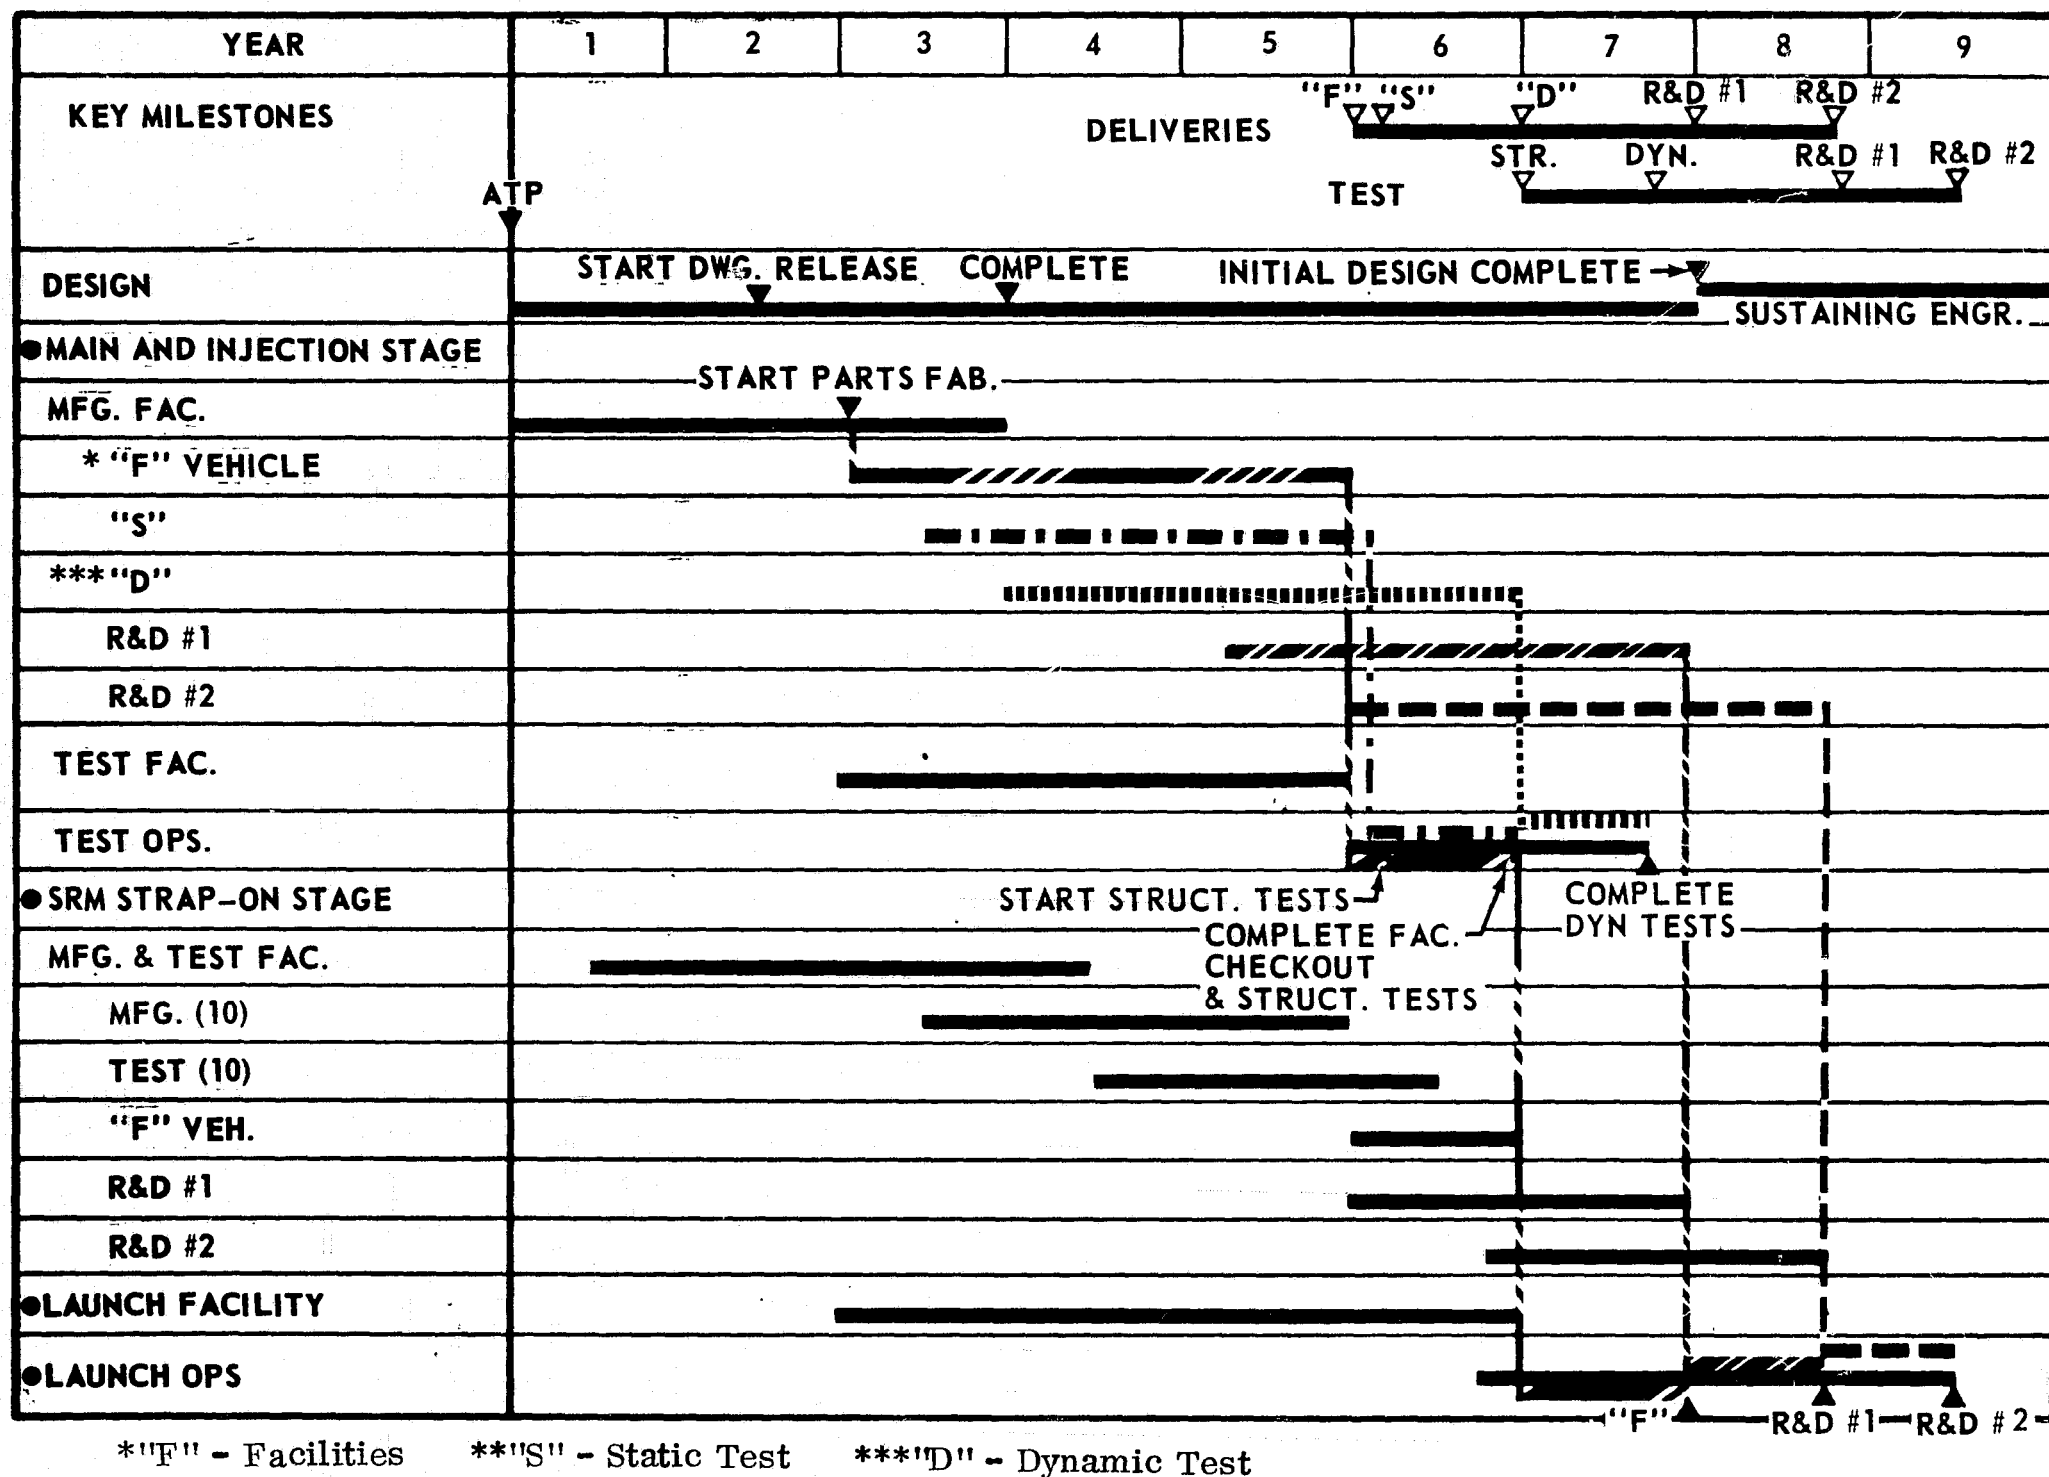 YEAR 1 2 3 4 5 6 7 8 9
"F" "S" "D" R&D #1 R&D #2
KEY MILESTONES
DELIVERIES
STR. DYN. R&D #1 R&D #2
ATP
TEST
START DWG. RELEASE COMPLETE INITIAL DESIGN COMPLETE
DESIGN
SUSTAINING ENGR.
●MAIN AND INJECTION STAGE
START PARTS FAB.
MFG. FAC.
* "F" VEHICLE
"S"
***"D"
R&D #1
R&D #2
TEST FAC.
TEST OPS.
●SRM STRAP-ON STAGE
START STRUCT. TESTS
COMPLETE
DYN TESTS
COMPLETE FAC.
CHECKOUT
& STRUCT. TESTS
MFG. & TEST FAC.
MFG. (10)
TEST (10)
"F" VEH.
R&D #1
R&D #2
●LAUNCH FACILITY
●LAUNCH OPS
"F" R&D #1 R&D #2
*"F" - Facilities **"S" - Static Test ***"D" - Dynamic Test